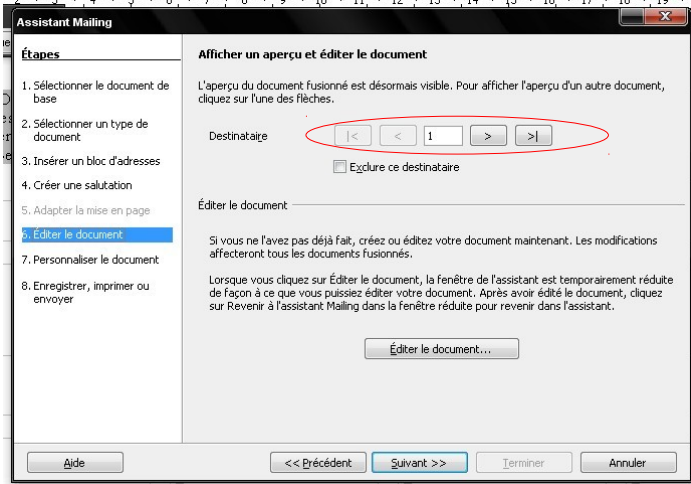 Assistant Mailing
X
Étapes
1. Sélectionner le document de
base
2. Sélectionner un type de
document
3. Insérer un bloc d'adresses
4. Créer une salutation
5. Adapter la mise en page
6. Éditer le document
7. Personnaliser le document
8. Enregistrer, imprimer ou
envoyer
Afficher un aperçu et éditer le document
L'aperçu du document fusionné est désormais visible. Pour afficher l'aperçu d'un autre document,
cliquez sur l'une des flèches.
Destinataire |< < 1 > >|
Exclure ce destinataire
Éditer le document
Si vous ne l'avez pas déjà fait, créez ou éditez votre document maintenant. Les modifications
affecteront tous les documents fusionnés.
Lorsque vous cliquez sur Éditer le document, la fenêtre de l'assistant est temporairement réduite
de façon à ce que vous puissiez éditer votre document. Après avoir édité le document, cliquez
sur Revenir à l'assistant Mailing dans la fenêtre réduite pour revenir dans l'assistant.
Éditer le document...
Aide << Précédent Suivant >> Terminer Annuler